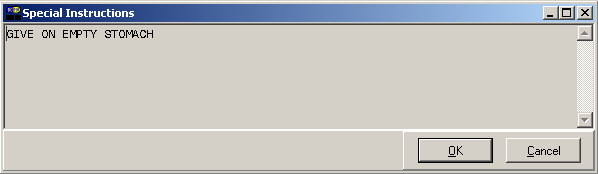 Special Instructions
GIVE ON EMPTY STOMACH
OK
Cancel